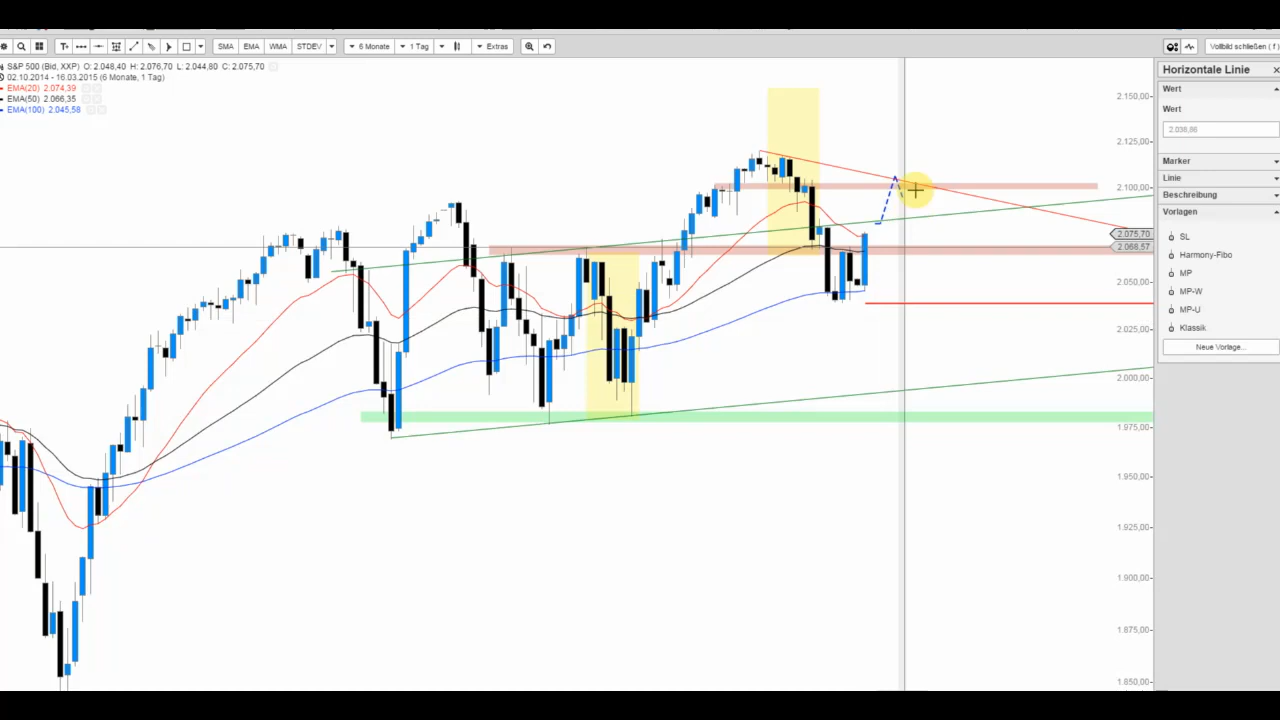 T+ SMA EMA WMA STDEV 6 Monate 1 Tag Extras Vollbild schließen ( f )
S&P 500 (Bid, XXP) O: 2.048,40 H: 2.076,70 L: 2.044,80 C: 2.075,70
02.10.2014 - 16.03.2015 (6 Monate, 1 Tag)
EMA(20) 2.074,39
EMA(50) 2.066,35
EMA(100) 2.045,58
2.150,00
2.125,00
2.100,00
2.075,70
2.068,57
2.050,00
2.025,00
2.000,00
1.975,00
1.950,00
1.925,00
1.900,00
1.875,00
1.850,00
Horizontale Linie
Wert
Wert
Marker
Linie
Beschreibung
Vorlagen
SL
Harmony-Fibo
MP
MP-W
MP-U
Klassik
Neue Vorlage...